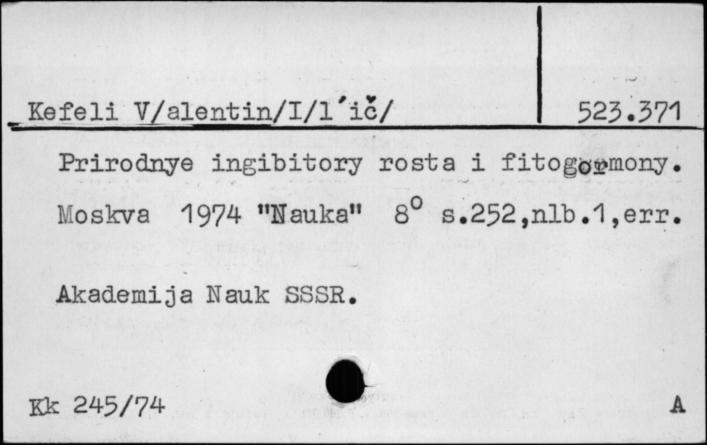 Kefeli V/alentin/I/l´ič/ 523.371
Prirodnye ingibitory rosta i fitogormony.
Moskva 1974 "Nauka" 8° s.252,nlb.1,err.
Akademija Nauk SSSR.
Kk 245/74 A